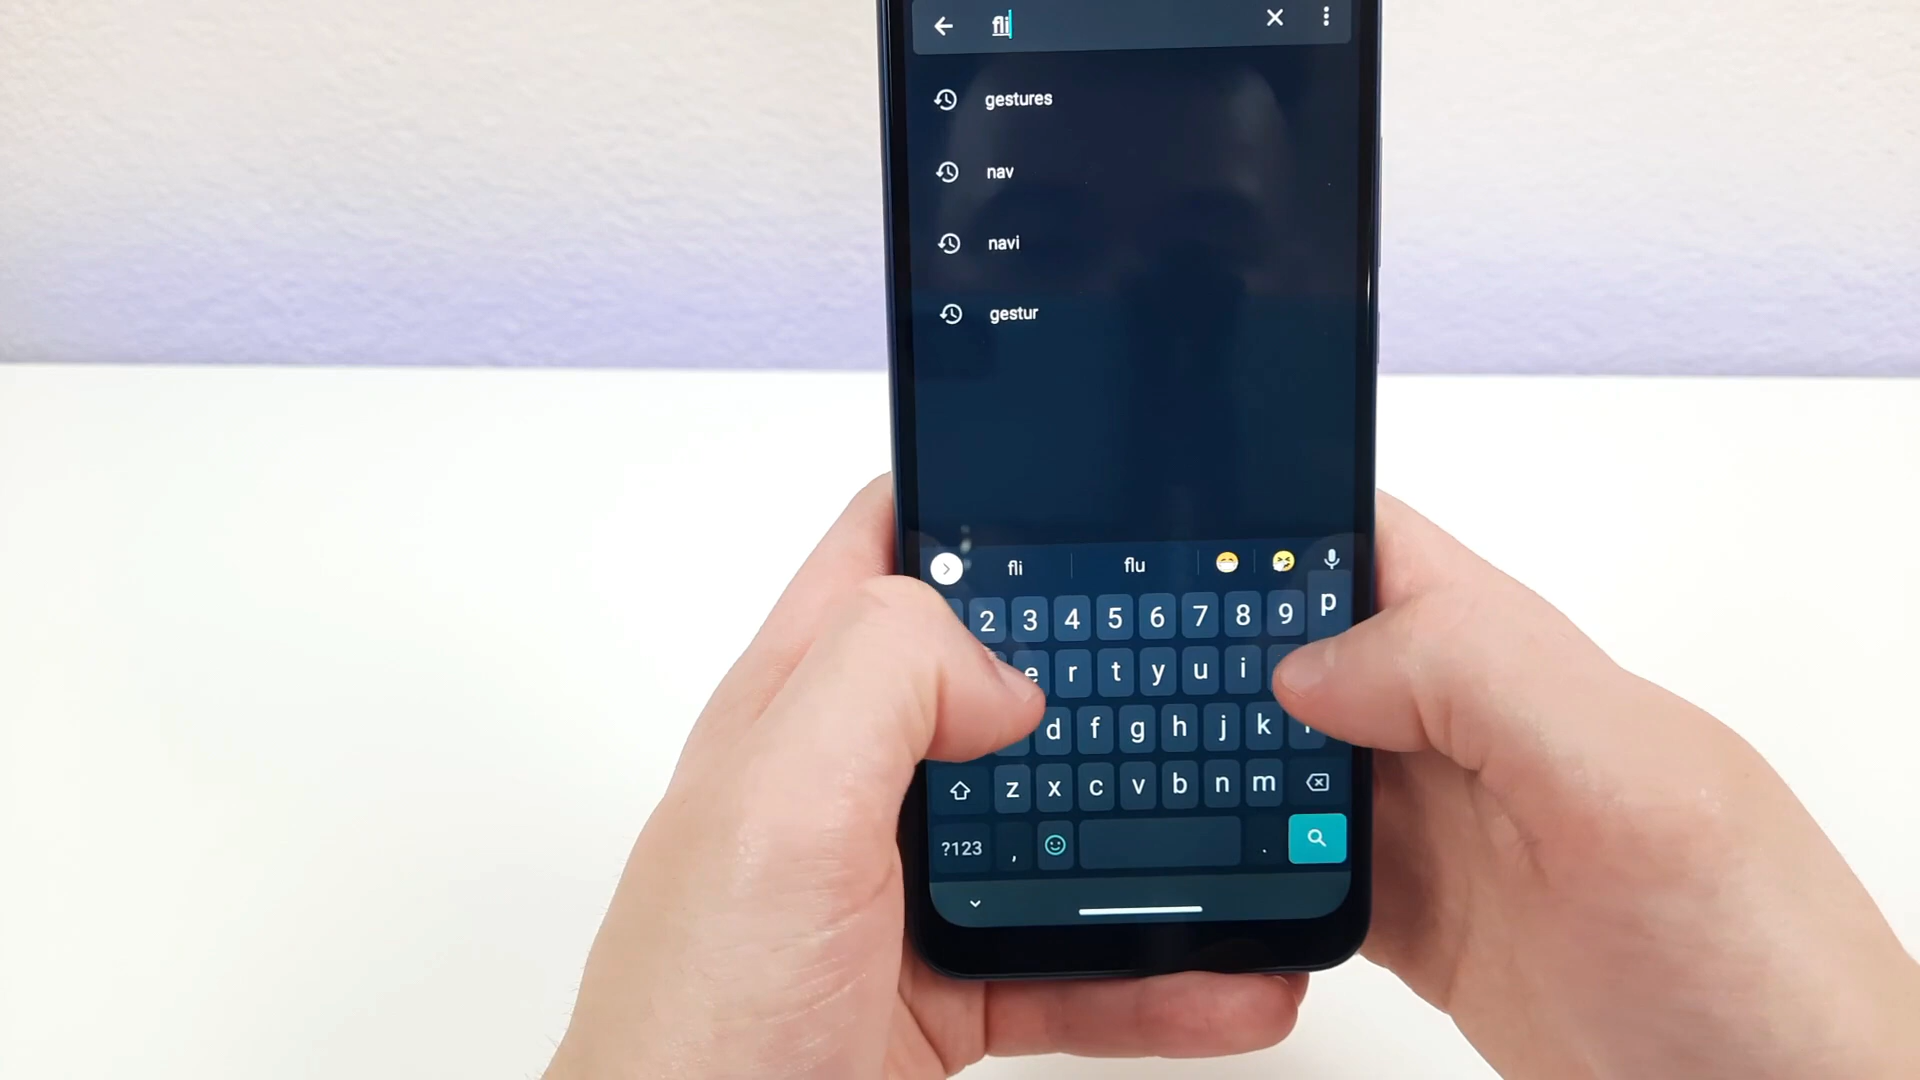 fli
gestures
nav
navi
gestur
fli flu
2 3 4 5 6 7 8 9 p
e r t y u i
d f g h j k
z x c v b n m
?123 , .